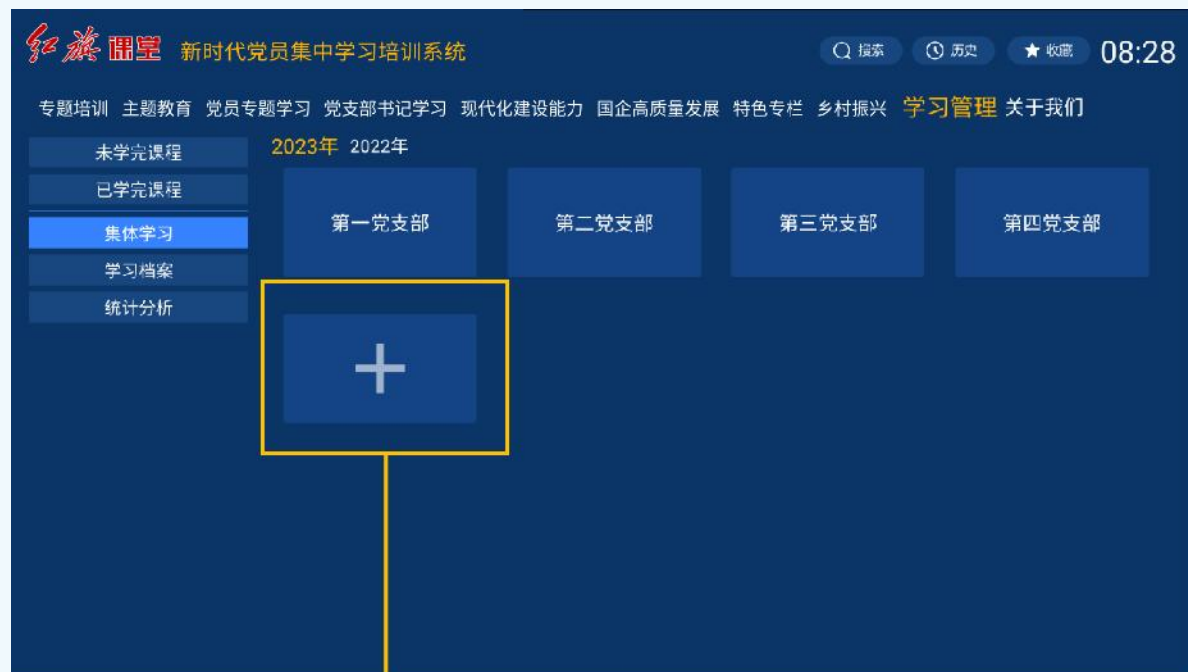 红旗课堂 新时代党员集中学习培训系统 搜索 历史 收藏 08:28
专题培训 主题教育 党员专题学习 党支部书记学习 现代化建设能力 国企高质量发展 特色专栏 乡村振兴 学习管理 关于我们
未学完课程
已学完课程
集体学习
学习档案
统计分析
2023年 2022年
第一党支部 第二党支部 第三党支部 第四党支部